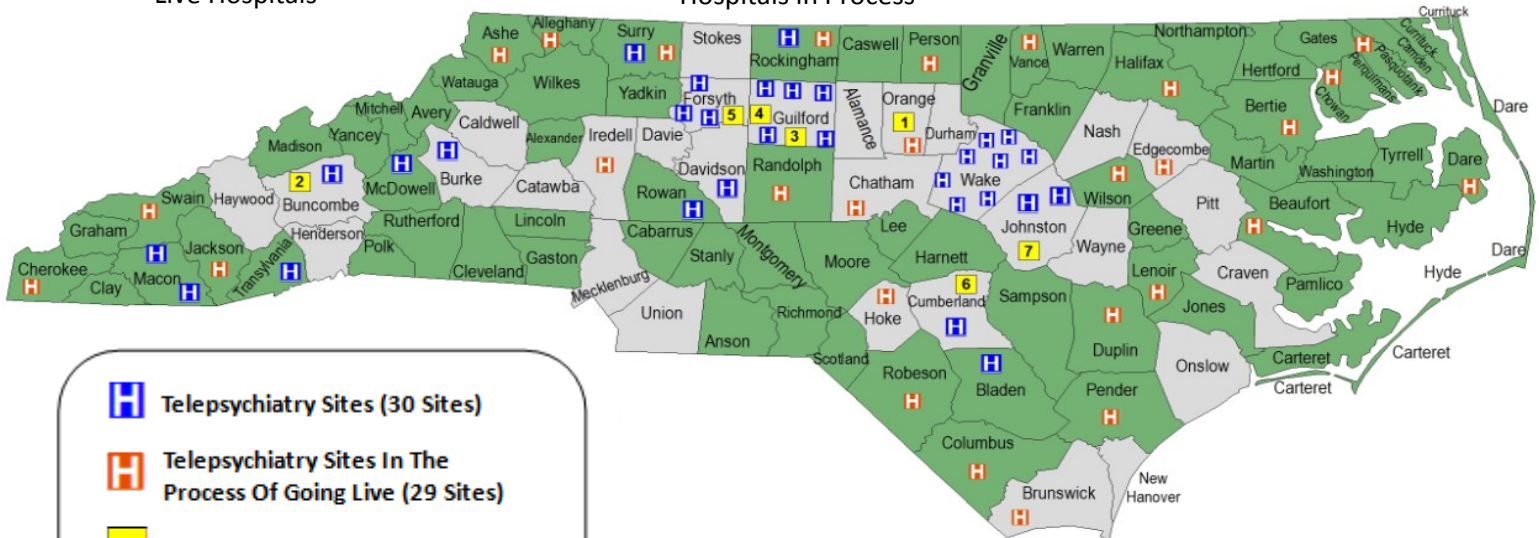 Live Hospitals
Hospitals In Process
Currituck
Ashe
Alleghany
Surry
H
H
H
H
Stokes
H
H
Rockingham
Caswell
Person
H
Granville
H
Vance
Warren
Northampton
Halifax
H
Gates
H
Hertford
Currituck
Camden
Pasquotank
Perquimans
H
Chowan
Bertie
H
Dare
Watauga
Wilkes
Yadkin
H
Forsyth
H
H
5
H
H
H
4
Guilford
H
3
H
Alamance
Orange
1
H
Durham
Franklin
Nash
Edgecombe
H
Mitchell
Avery
Caldwell
Alexander
Iredell
H
Davie
Madison
Yancey
H
McDowell
H
Burke
Catawba
Davidson
H
Rowan
H
Randolph
H
Chatham
H
H
H
H
H
H
Wake
H
H
H
Wilson
H
Martin
Washington
Tyrrell
Dare
H
2
H
Buncombe
Haywood
Swain
H
Graham
Rutherford
Lincoln
Cabarrus
Lee
H
H
Johnston
7
Pitt
Beaufort
H
Hyde
Henderson
Polk
Cleveland
Gaston
Stanly
Montgomery
Moore
Harnett
Wayne
Greene
Jackson
H
Cherokee
H
Clay
H
Macon
H
Transylvania
H
Mecklenburg
Lenoir
H
Craven
Pamlico
Hyde
Dare
Union
Anson
Richmond
Scotland
H
Hoke
6
Cumberland
H
Sampson
H
Duplin
Jones
Onslow
Carteret
Carteret
Carteret
Robeson
H
H
Bladen
Pender
H
Columbus
H
Brunswick
H
New
Hanover
H Telepsychiatry Sites (30 Sites)
H Telepsychiatry Sites In The
Process Of Going Live (29 Sites)